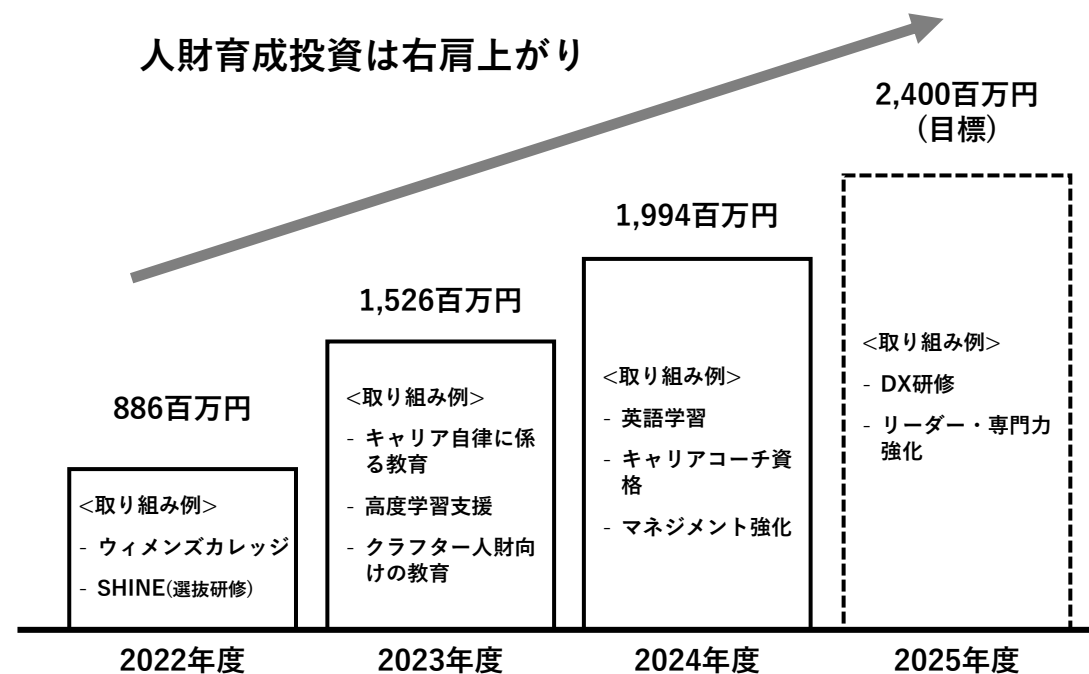 人財育成投資は右肩上がり
886百万円
<取り組み例>
- ウィメンズカレッジ
- SHINE(選抜研修)
2022年度
1,526百万円
<取り組み例>
- キャリア自律に係
る教育
- 高度学習支援
- クラフター人財向
けの教育
2023年度
1,994百万円
<取り組み例>
- 英語学習
- キャリアコーチ資
格
- マネジメント強化
2024年度
2,400百万円
(目標)
<取り組み例>
- DX研修
- リーダー・専門力
強化
2025年度